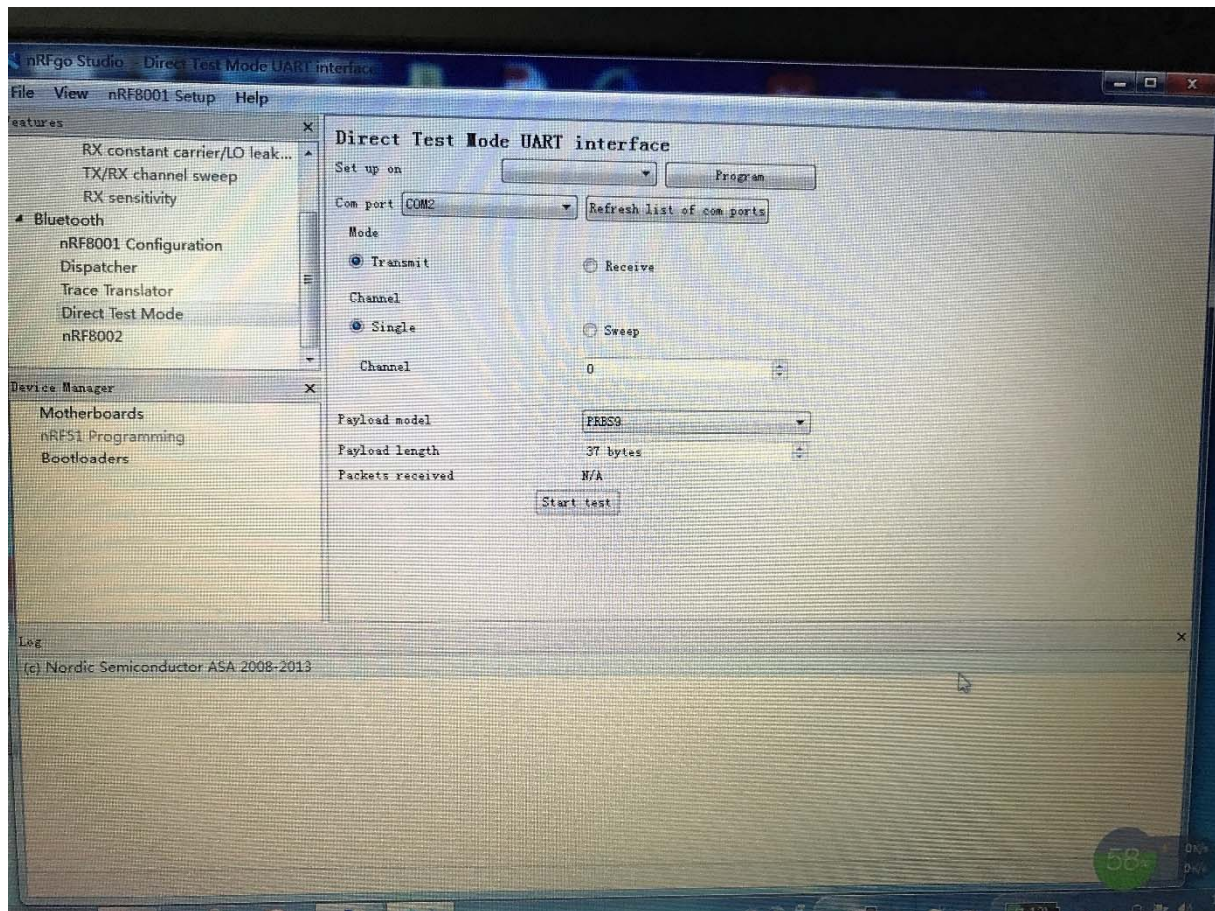 nRFgo Studio - Direct Test Mode UART interface
File View nRF8001 Setup Help
eatures
RX constant carrier/LO leak...
TX/RX channel sweep
RX sensitivity
Bluetooth
nRF8001 Configuration
Dispatcher
Trace Translator
Direct Test Mode
nRF8002
Device Manager
Motherboards
nRF51 Programming
Bootloaders
Direct Test Mode UART interface
Set up on Program
Com port COM2 Refresh list of com ports
Mode
Transmit Receive
Channel
Single Sweep
Channel 0
Payload model PRBS9
Payload length 37 bytes
Packets received N/A
Start test
Log
(c) Nordic Semiconductor ASA 2008-2013